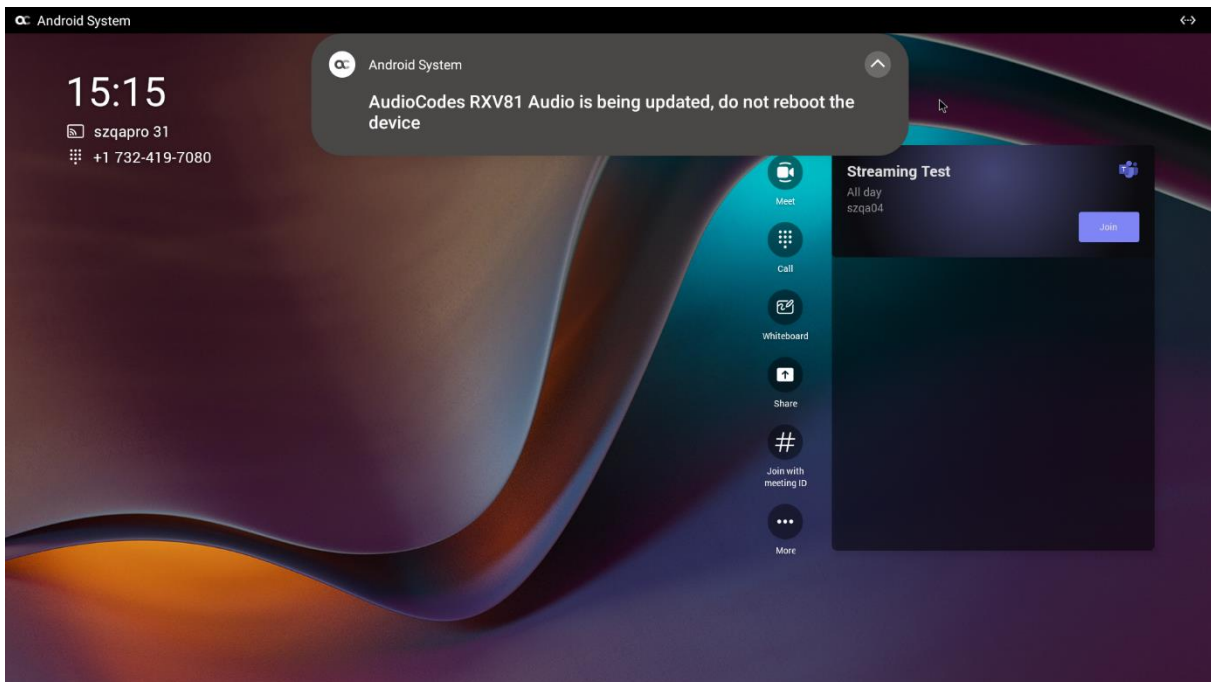 Android System
Android System
AudioCodes RXV81 Audio is being updated, do not reboot the
device
15:15
szqapro 31
+1 732-419-7080
Meet
Call
Whiteboard
Share
#
Join with
meeting ID
More
Streaming Test
All day
szqa04
Join